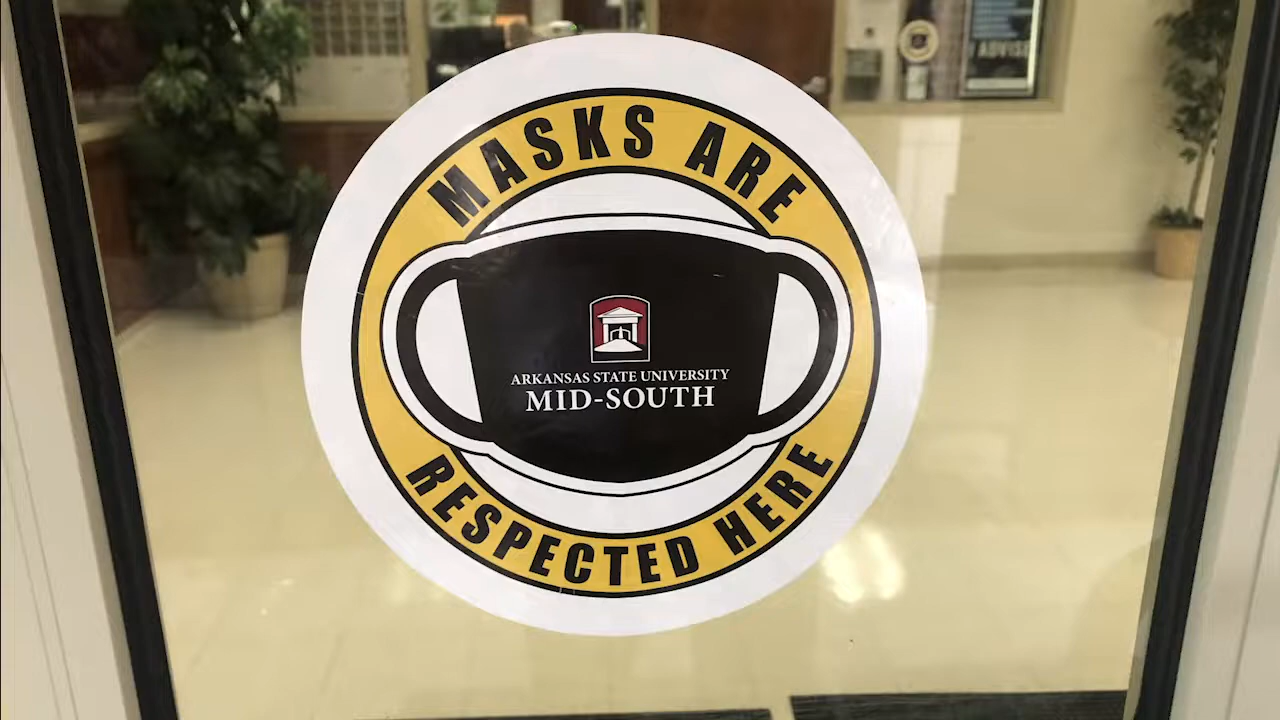 MASKS ARE
ARKANSAS STATE UNIVERSITY
MID-SOUTH
RESPECTED HERE